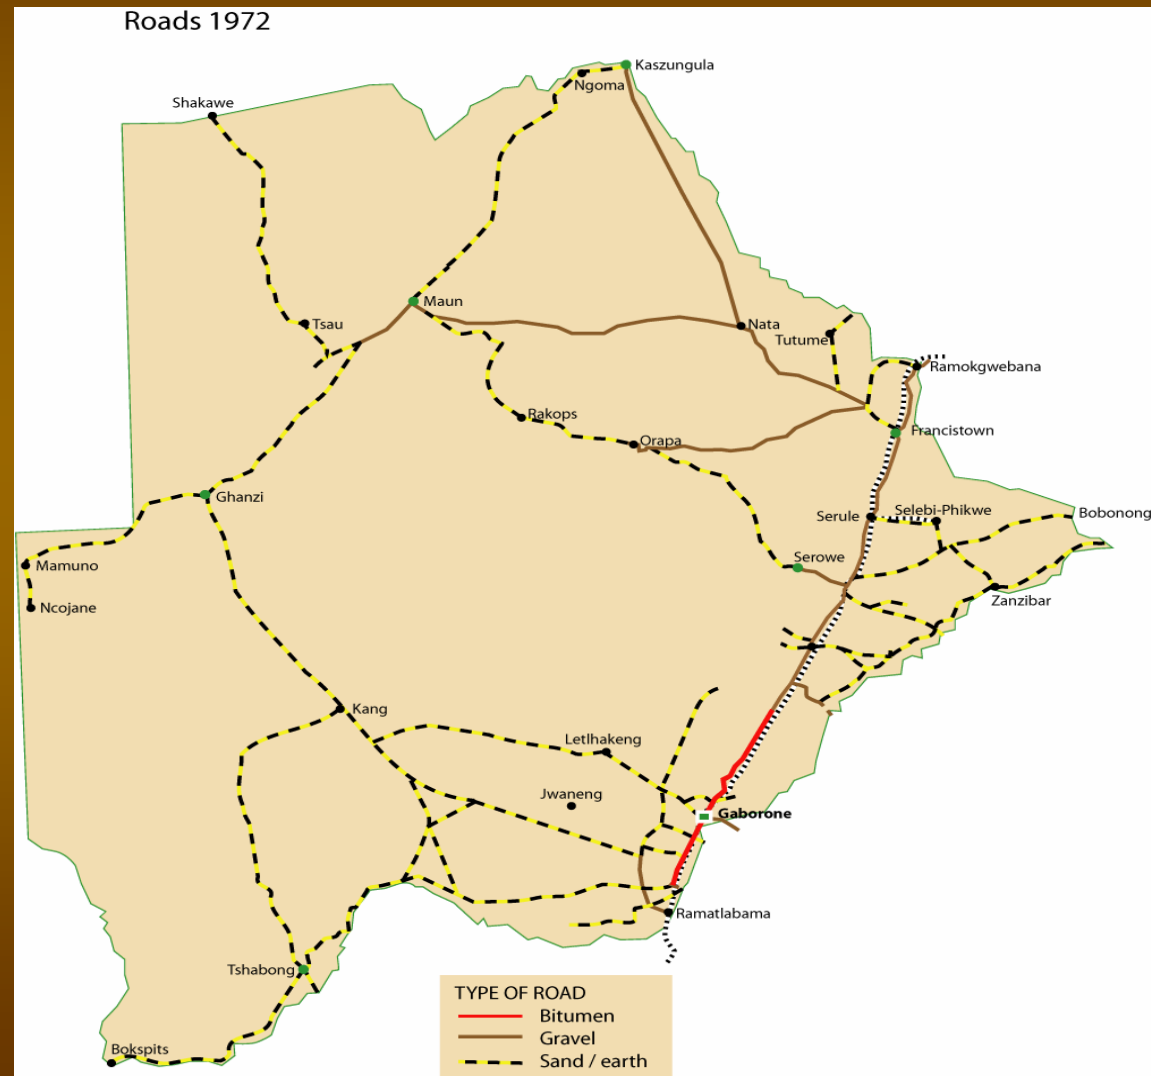 Roads 1972
Kaszungula
Ngoma
Shakawe
Maun
Tsau
Nata
Tutume
Ramokgwebana
Rakops
Francistown
Orapa
Ghanzi
Selebi-Phikwe
Bobonong
Serule
Serowe
Mamuno
Zanzibar
Ncojane
Kang
Letlhakeng
Jwaneng
Gaborone
Ramatlabama
Tshabong
TYPE OF ROAD
Bitumen
Gravel
Bokspits
Sand / earth